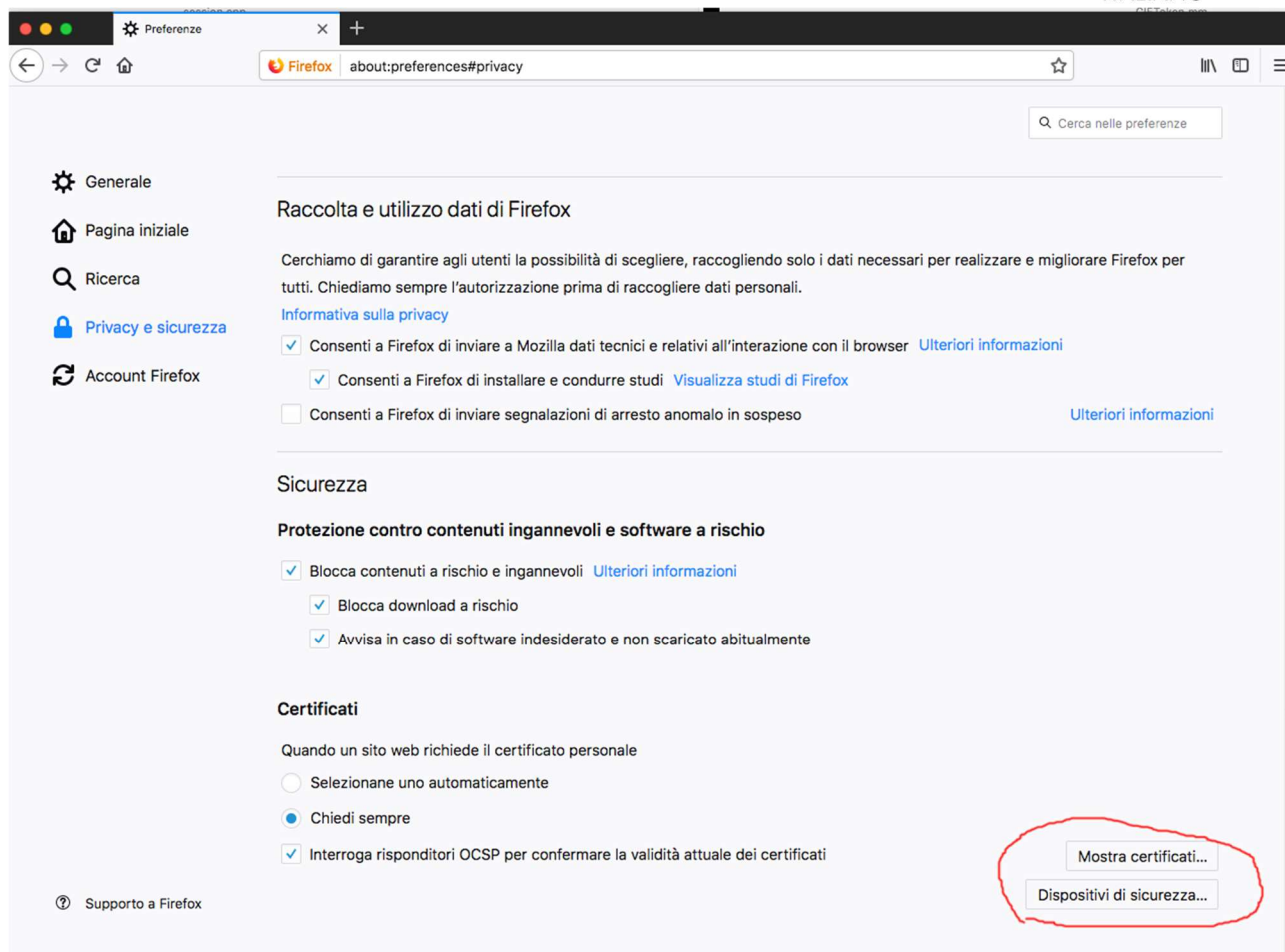 session.app
CIEToken.mm
Preferenze
Firefox about:preferences#privacy
Cerca nelle preferenze
Generale
Pagina iniziale
Ricerca
Privacy e sicurezza
Account Firefox
Raccolta e utilizzo dati di Firefox
Cerchiamo di garantire agli utenti la possibilità di scegliere, raccogliendo solo i dati necessari per realizzare e migliorare Firefox per
tutti. Chiediamo sempre l'autorizzazione prima di raccogliere dati personali.
Informativa sulla privacy
Consenti a Firefox di inviare a Mozilla dati tecnici e relativi all'interazione con il browser Ulteriori informazioni
Consenti a Firefox di installare e condurre studi Visualizza studi di Firefox
Consenti a Firefox di inviare segnalazioni di arresto anomalo in sospeso Ulteriori informazioni
Sicurezza
Protezione contro contenuti ingannevoli e software a rischio
Blocca contenuti a rischio e ingannevoli Ulteriori informazioni
Blocca download a rischio
Avvisa in caso di software indesiderato e non scaricato abitualmente
Certificati
Quando un sito web richiede il certificato personale
Selezionane uno automaticamente
Chiedi sempre
Interroga risponditori OCSP per confermare la validità attuale dei certificati
Mostra certificati...
Dispositivi di sicurezza...
Supporto a Firefox